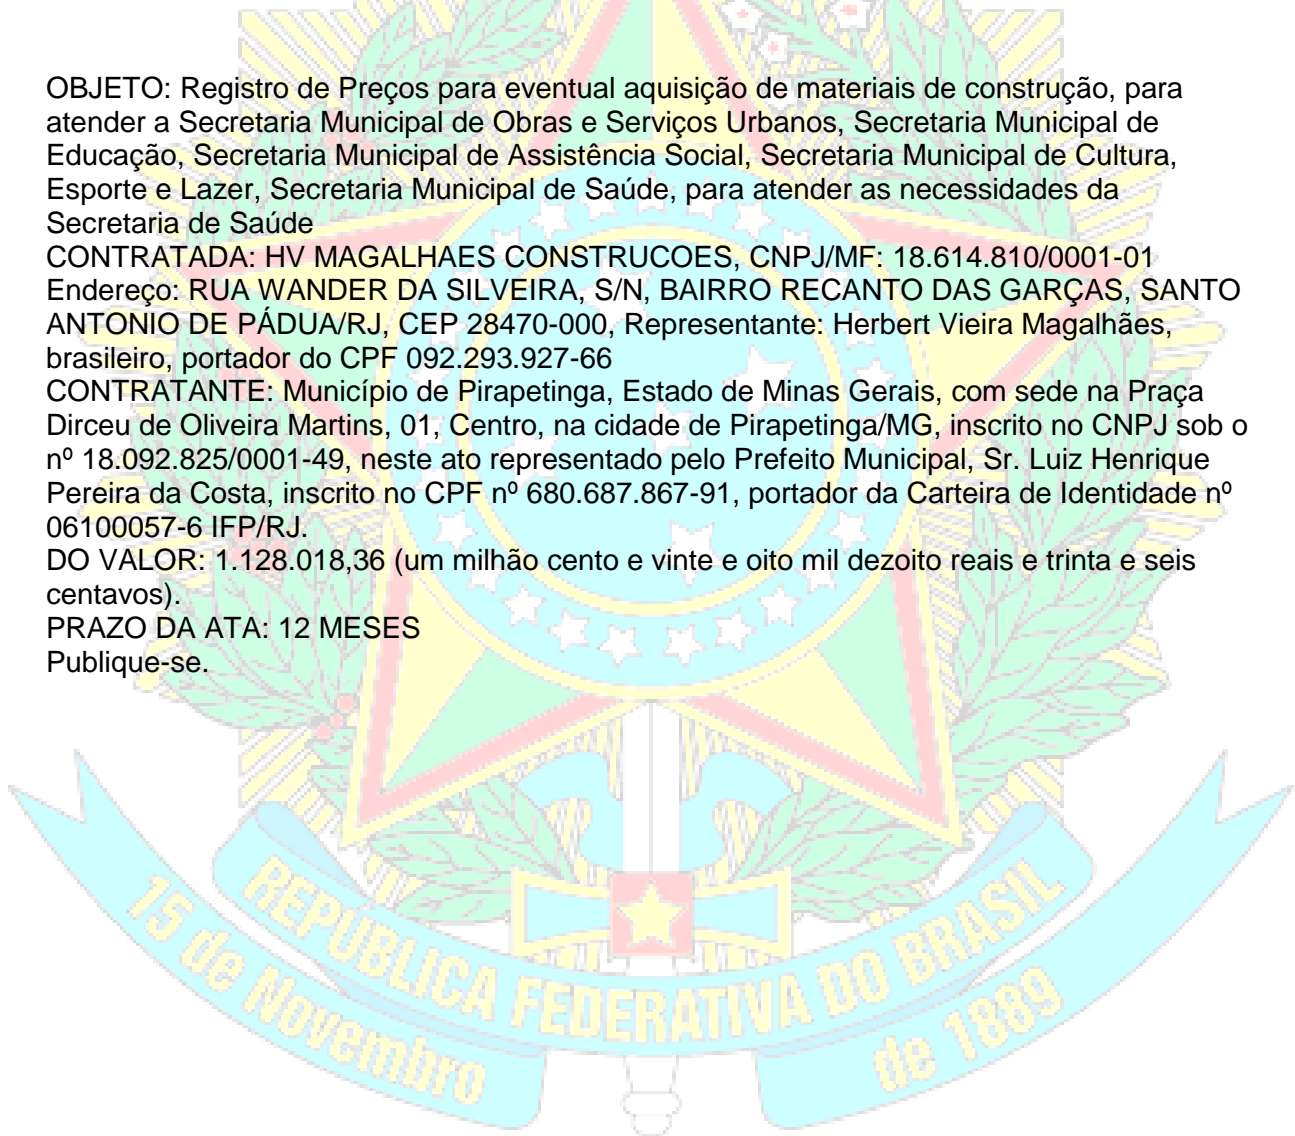 OBJETO: Registro de Preços para eventual aquisição de materiais de construção, para
atender a Secretaria Municipal de Obras e Serviços Urbanos, Secretaria Municipal de
Educação, Secretaria Municipal de Assistência Social, Secretaria Municipal de Cultura,
Esporte e Lazer, Secretaria Municipal de Saúde, para atender as necessidades da
Secretaria de Saúde
CONTRATADA: HV MAGALHAES CONSTRUCOES, CNPJ/MF: 18.614.810/0001-01
Endereço: RUA WANDER DA SILVEIRA, S/N, BAIRRO RECANTO DAS GARÇAS, SANTO
ANTONIO DE PÁDUA/RJ, CEP 28470-000, Representante: Herbert Vieira Magalhães,
brasileiro, portador do CPF 092.293.927-66
CONTRATANTE: Município de Pirapetinga, Estado de Minas Gerais, com sede na Praça
Dirceu de Oliveira Martins, 01, Centro, na cidade de Pirapetinga/MG, inscrito no CNPJ sob o
nº 18.092.825/0001-49, neste ato representado pelo Prefeito Municipal, Sr. Luiz Henrique
Pereira da Costa, inscrito no CPF nº 680.687.867-91, portador da Carteira de Identidade nº
06100057-6 IFP/RJ.
DO VALOR: 1.128.018,36 (um milhão cento e vinte e oito mil dezoito reais e trinta e seis
centavos).
PRAZO DA ATA: 12 MESES
Publique-se.
REPÚBLICA FEDERATIVA DO BRASIL
15 de Novembro de 1889